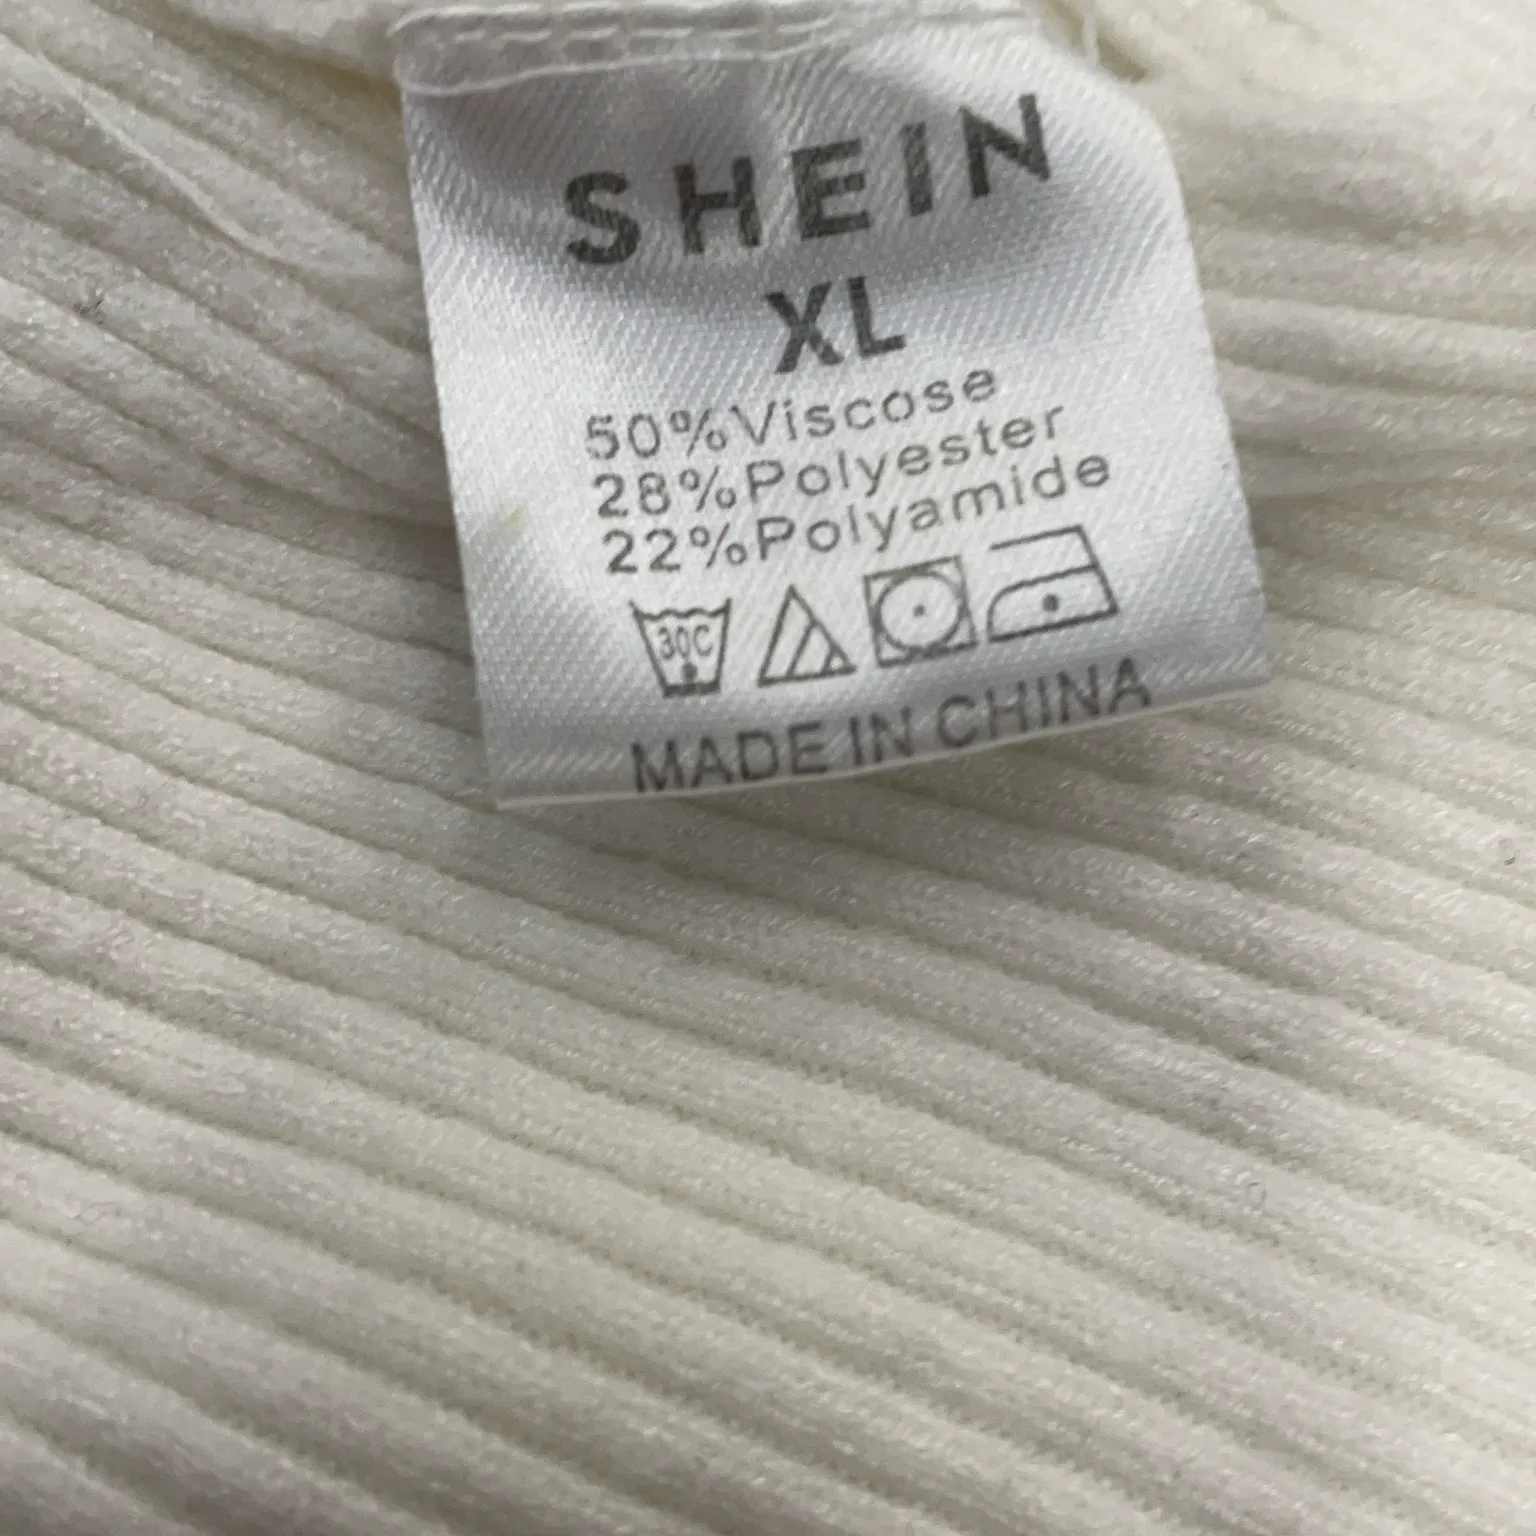 SHEIN
XL
50%Viscose
28%Polyester
22%Polyamide
30C
MADE IN CHINA